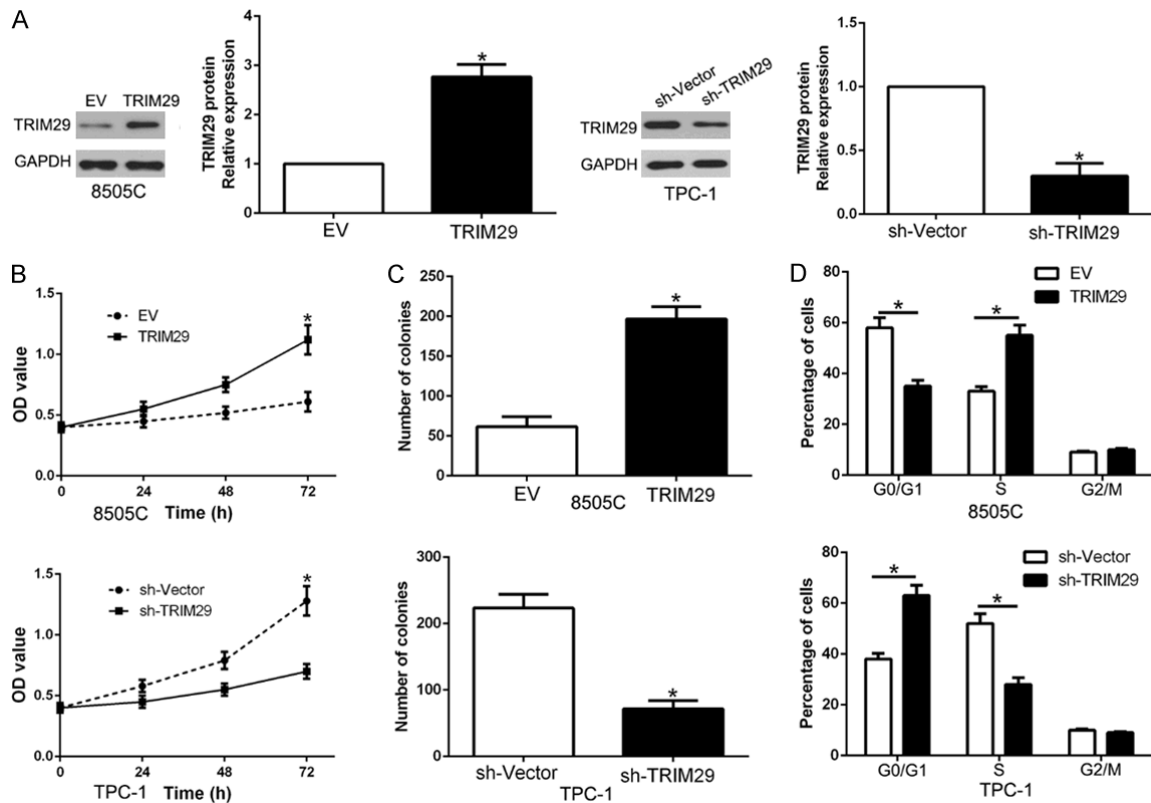 A
EV TRIM29
TRIM29
GAPDH
8505C
TRIM29 protein
Relative expression
4
3
2
1
0
EV
TRIM29
*
sh-Vector
sh-TRIM29
TRIM29
GAPDH
TPC-1
TRIM29 protein
Relative expression
1.5
1.0
0.5
0.0
sh-Vector
sh-TRIM29
*
B
OD value
1.5
1.0
0.5
0.0
EV
TRIM29
*
0 24 48 72
8505C Time (h)
C
Number of colonies
250
200
150
100
50
0
*
EV
TRIM29
8505C
D
Percentage of cells
80
60
40
20
0
EV
TRIM29
*
*
G0/G1 S G2/M
8505C
OD value
1.5
1.0
0.5
0.0
sh-Vector
sh-TRIM29
*
0 24 48 72
TPC-1 Time (h)
Number of colonies
300
200
100
0
*
sh-Vector
sh-TRIM29
TPC-1
Percentage of cells
80
60
40
20
0
sh-Vector
sh-TRIM29
*
*
G0/G1 S G2/M
TPC-1